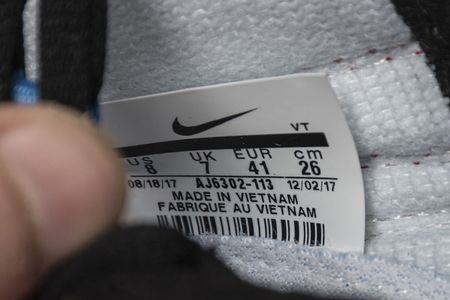 VT
US UK EUR cm
8 7 41 26
08/18/17 AJ6302-113 12/02/17
MADE IN VIETNAM
FABRIQUE AU VIETNAM